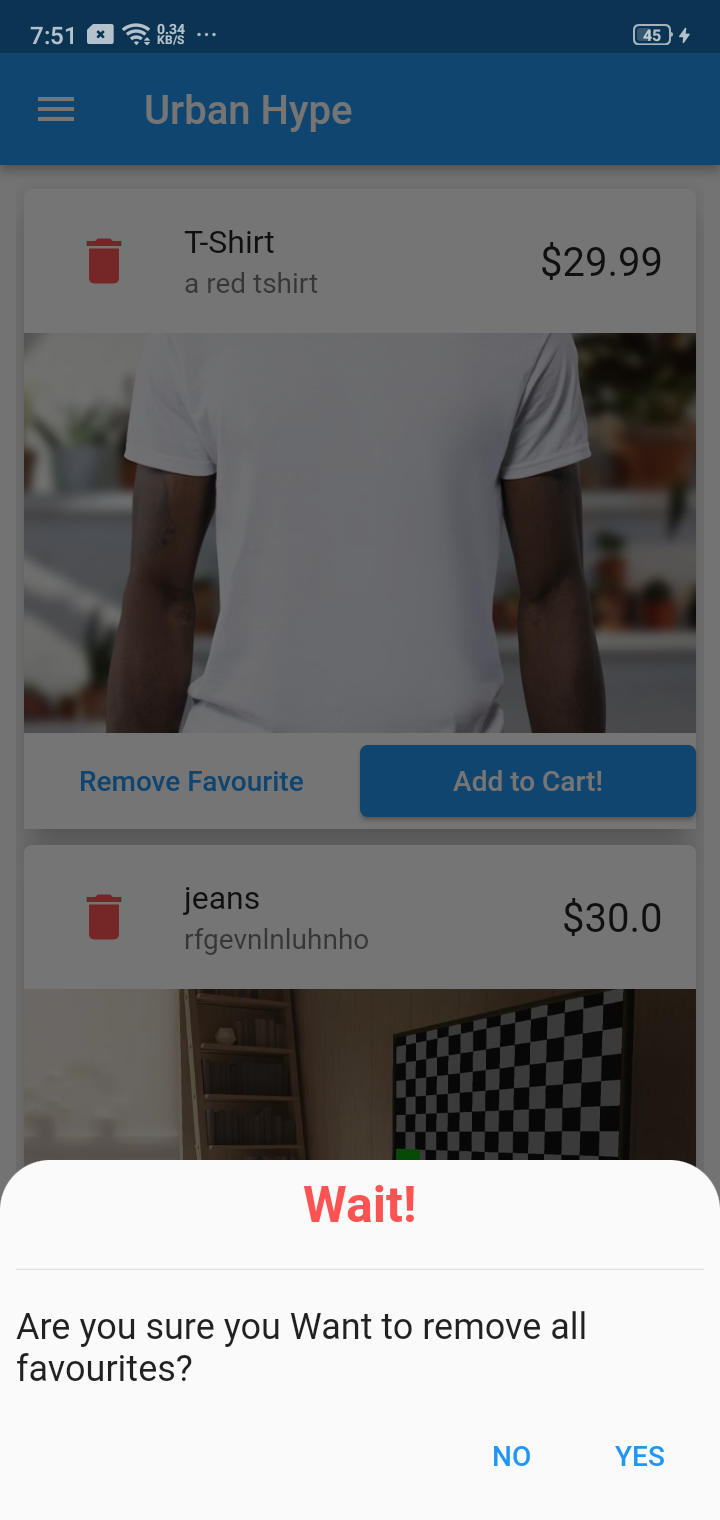 7:51 0.34 KB/S ... 45
Urban Hype
T-Shirt
a red tshirt
$29.99
Remove Favourite
Add to Cart!
jeans
rfgevnlnluhnho
$30.0
Wait!
Are you sure you Want to remove all
favourites?
NO
YES